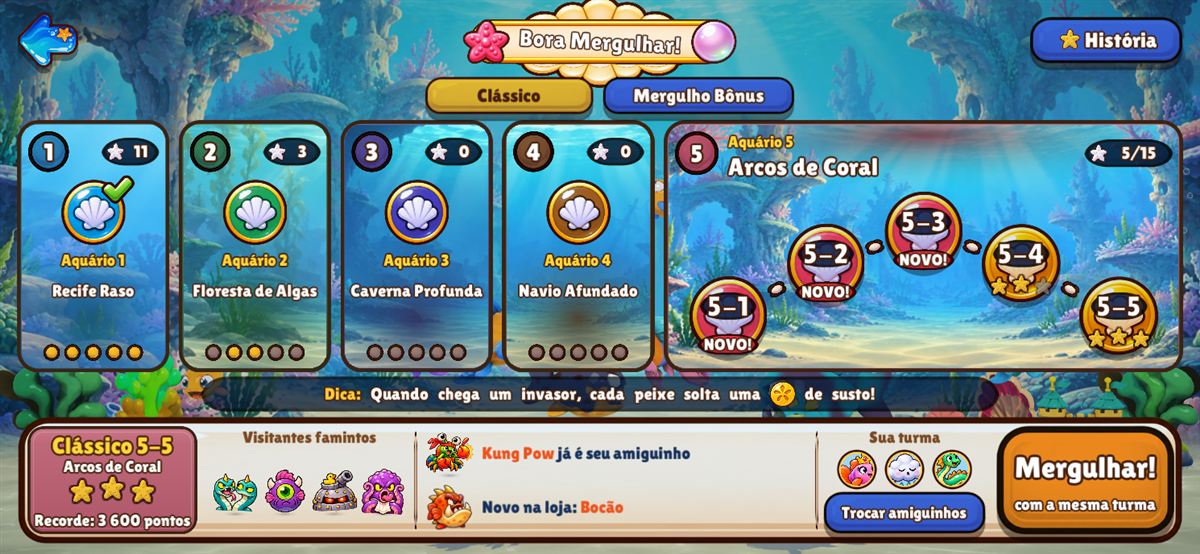 Bora Mergulhar!
História
Clássico
Mergulho Bônus
1
11
Aquário 1
Recife Raso
2
3
Aquário 2
Floresta de Algas
3
0
Aquário 3
Caverna Profunda
4
0
Aquário 4
Navio Afundado
5
Aquário 5
Arcos de Coral
5/15
5-1
NOVO!
5-2
NOVO!
5-3
NOVO!
5-4
5-5
Dica: Quando chega um invasor, cada peixe solta uma de susto!
Clássico 5-5
Arcos de Coral
Recorde: 3 600 pontos
Visitantes famintos
Kung Pow já é seu amiguinho
Novo na loja: Bocão
Sua turma
Trocar amiguinhos
Mergulhar!
com a mesma turma